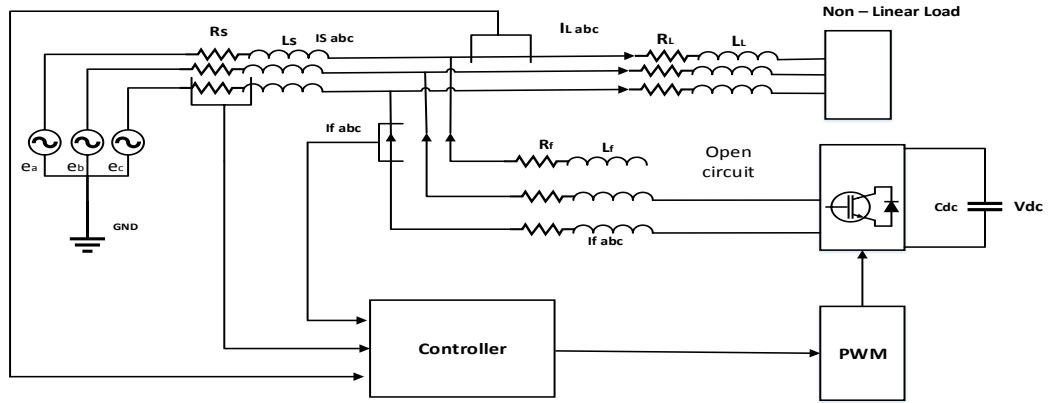 Non – Linear Load
Rs
Ls
IS abc
IL abc
RL
LL
ea
eb
ec
GND
If abc
Rf
Lf
Open
circuit
If abc
Cdc
Vdc
Controller
PWM